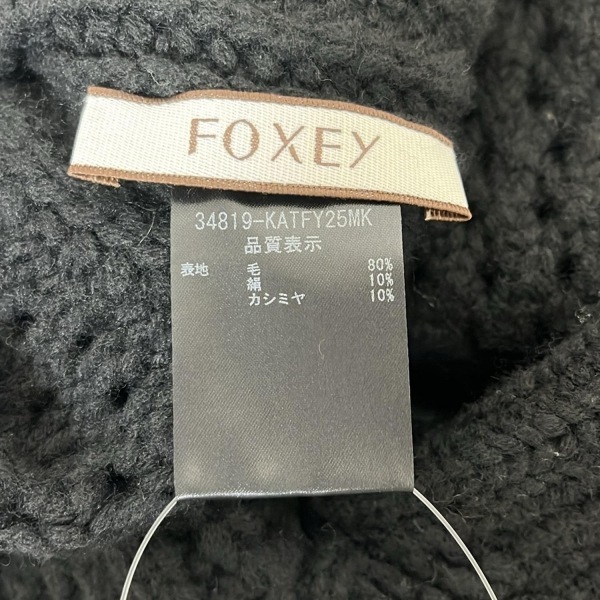 FOXEY
34819-KATFY25MK
品質表示
表地 毛 80%
絹 10%
カシミヤ 10%